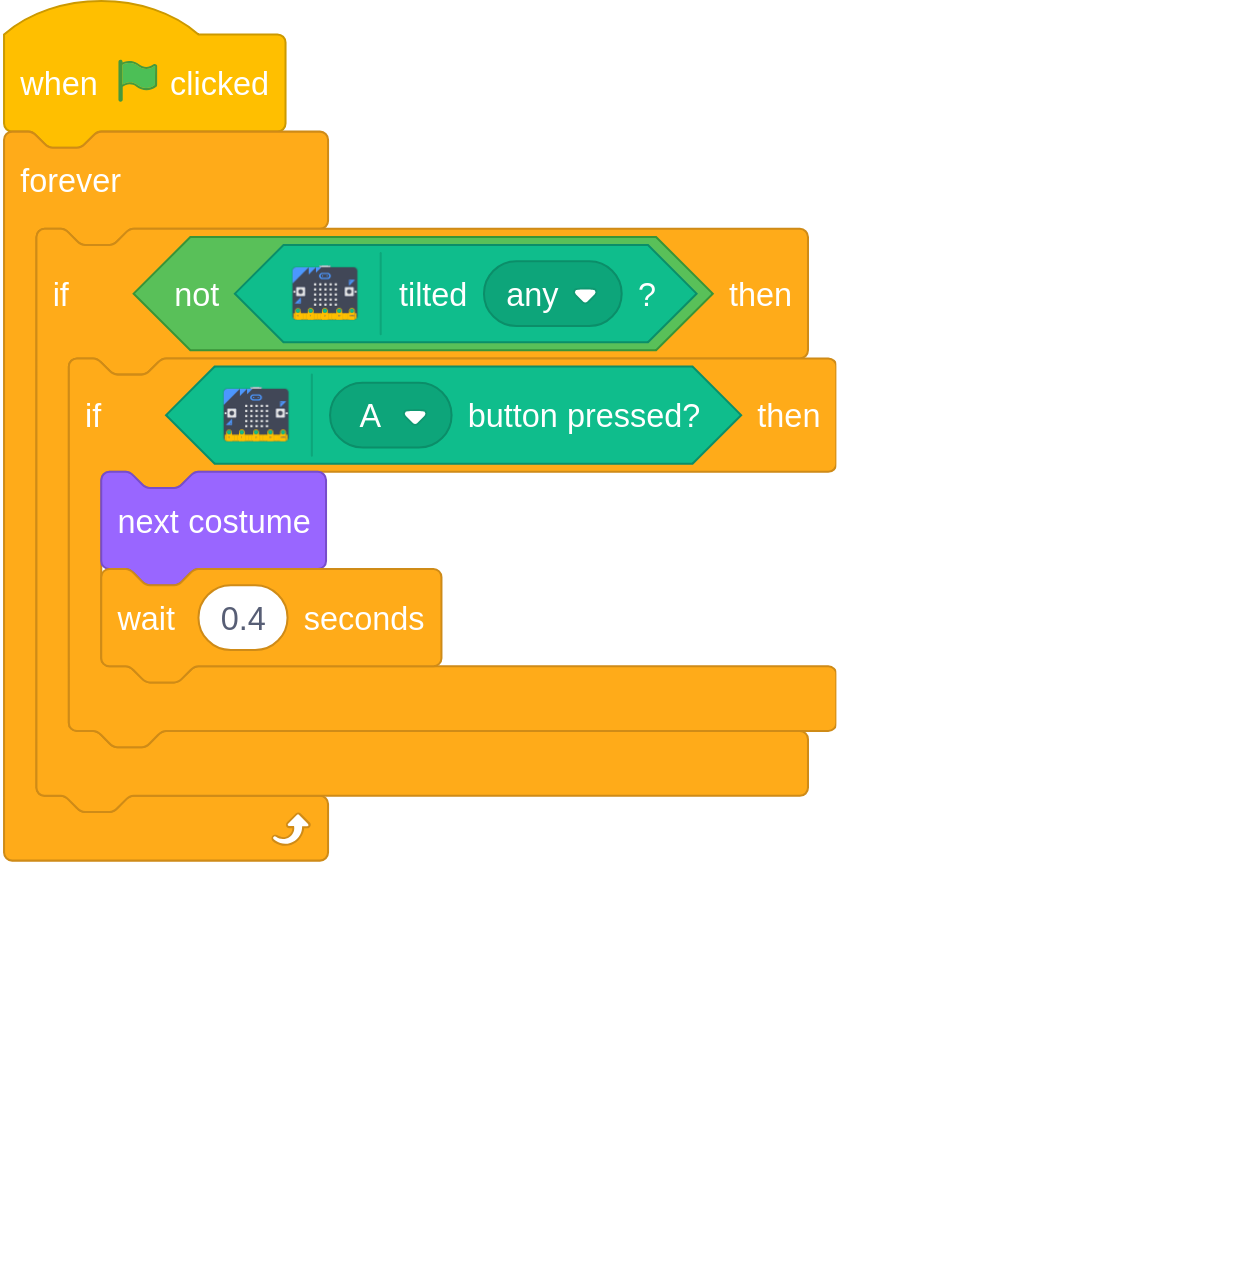 when clicked
forever
if not tilted any ? then
if A button pressed? then
next costume
wait 0.4 seconds